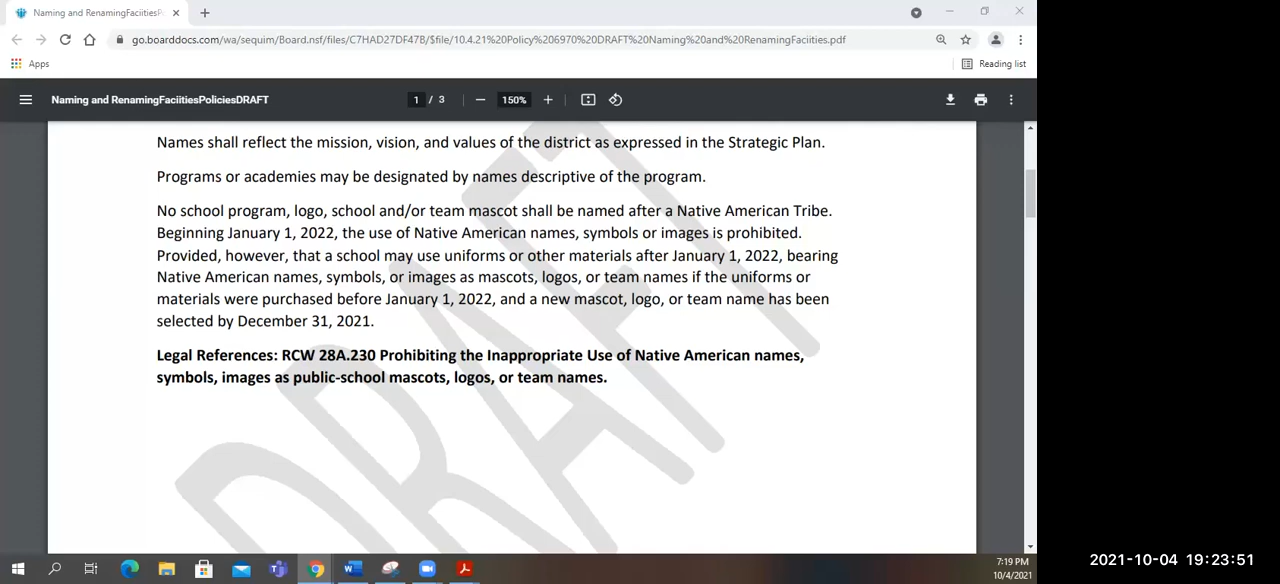 Naming and RenamingFaciitiesP
go.boarddocs.com/wa/sequim/Board.nsf/files/C7HAD27DF47B/$file/10.4.21%20Policy%206970%20DRAFT%20Naming%20and%20RenamingFaciities.pdf
Apps
Reading list
Naming and RenamingFaciitiesPoliciesDRAFT
1 / 3
150%
Names shall reflect the mission, vision, and values of the district as expressed in the Strategic Plan.
Programs or academies may be designated by names descriptive of the program.
No school program, logo, school and/or team mascot shall be named after a Native American Tribe.
Beginning January 1, 2022, the use of Native American names, symbols or images is prohibited.
Provided, however, that a school may use uniforms or other materials after January 1, 2022, bearing
Native American names, symbols, or images as mascots, logos, or team names if the uniforms or
materials were purchased before January 1, 2022, and a new mascot, logo, or team name has been
selected by December 31, 2021.
Legal References: RCW 28A.230 Prohibiting the Inappropriate Use of Native American names,
symbols, images as public-school mascots, logos, or team names.
DRAFT
7:19 PM
10/4/2021
2021-10-04 19:23:51